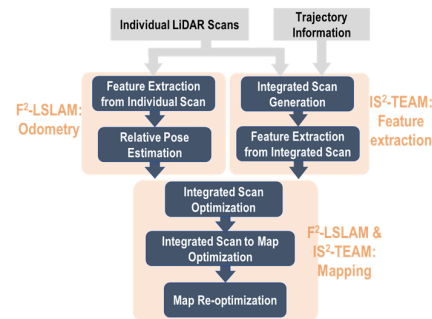 Individual LiDAR Scans
Trajectory
Information
F²-LSLAM:
Odometry
Feature Extraction
from Individual Scan
Relative Pose
Estimation
Integrated Scan
Generation
Feature Extraction
from Integrated Scan
IS²-TEAM:
Feature
extraction
Integrated Scan
Optimization
Integrated Scan to Map
Optimization
Map Re-optimization
F²-LSLAM &
IS²-TEAM:
Mapping